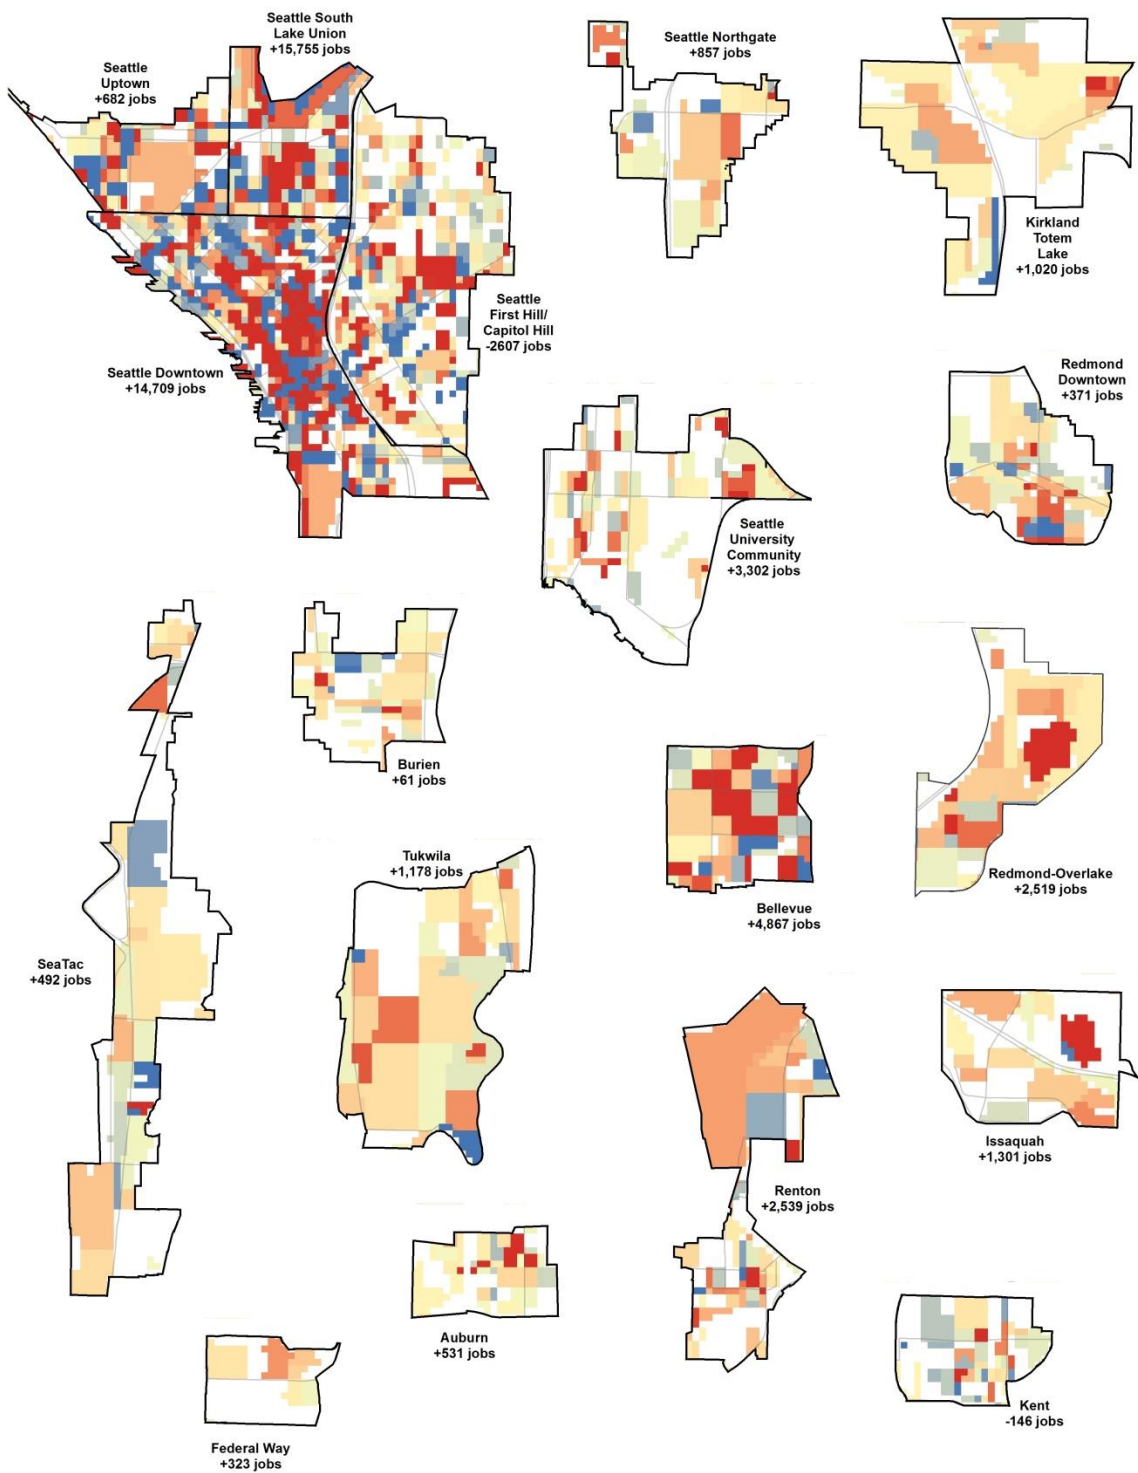 Seattle South
Lake Union
+15,755 jobs
Seattle
Uptown
+682 jobs
Seattle Northgate
+857 jobs
Kirkland
Totem
Lake
+1,020 jobs
Seattle
First Hill/
Capitol Hill
-2607 jobs
Seattle Downtown
+14,709 jobs
Redmond
Downtown
+371 jobs
Seattle
University
Community
+3,302 jobs
Burien
+61 jobs
Tukwila
+1,178 jobs
Bellevue
+4,867 jobs
Redmond-Overlake
+2,519 jobs
SeaTac
+492 jobs
Issaquah
+1,301 jobs
Renton
+2,539 jobs
Auburn
+531 jobs
Kent
-146 jobs
Federal Way
+323 jobs